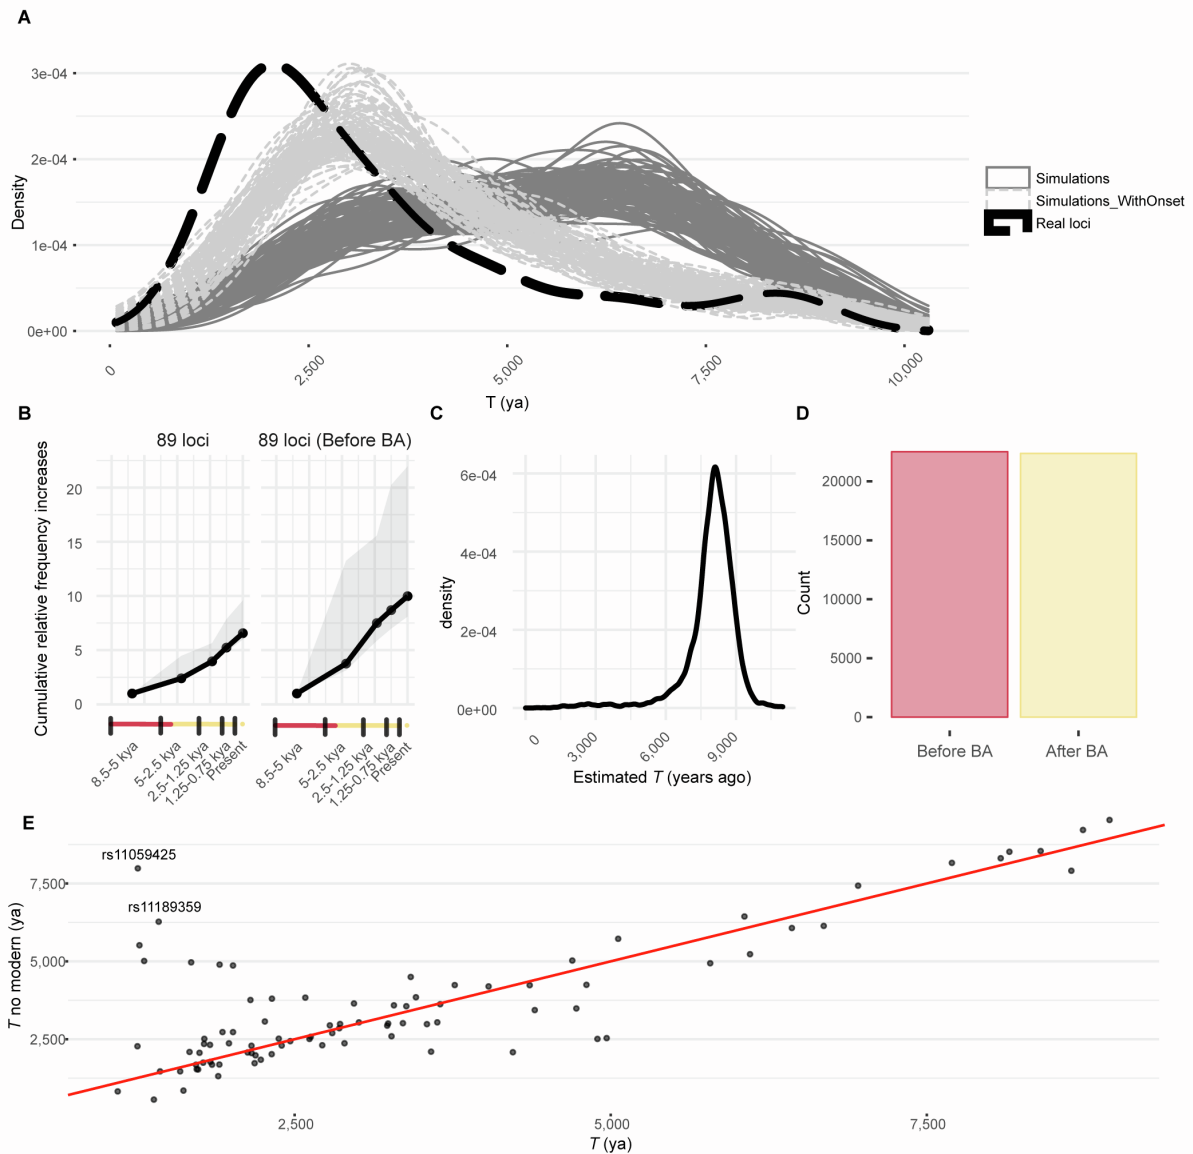 A
3e-04
2e-04
1e-04
0e+00
Density
0
2,500
5,000
7,500
10,000
T (ya)
Simulations
Simulations_WithOnset
Real loci
B
89 loci
89 loci (Before BA)
Cumulative relative frequency increases
20
15
10
5
0
8.5-5 kya
5-2.5 kya
2.5-1.25 kya
1.25-0.75 kya
Present
8.5-5 kya
5-2.5 kya
2.5-1.25 kya
1.25-0.75 kya
Present
C
6e-04
4e-04
2e-04
0e+00
density
0
3,000
6,000
9,000
Estimated T (years ago)
D
20000
15000
10000
5000
0
Count
Before BA
After BA
E
rs11059425
rs11189359
7,500
5,000
2,500
T no modern (ya)
2,500
5,000
7,500
T (ya)